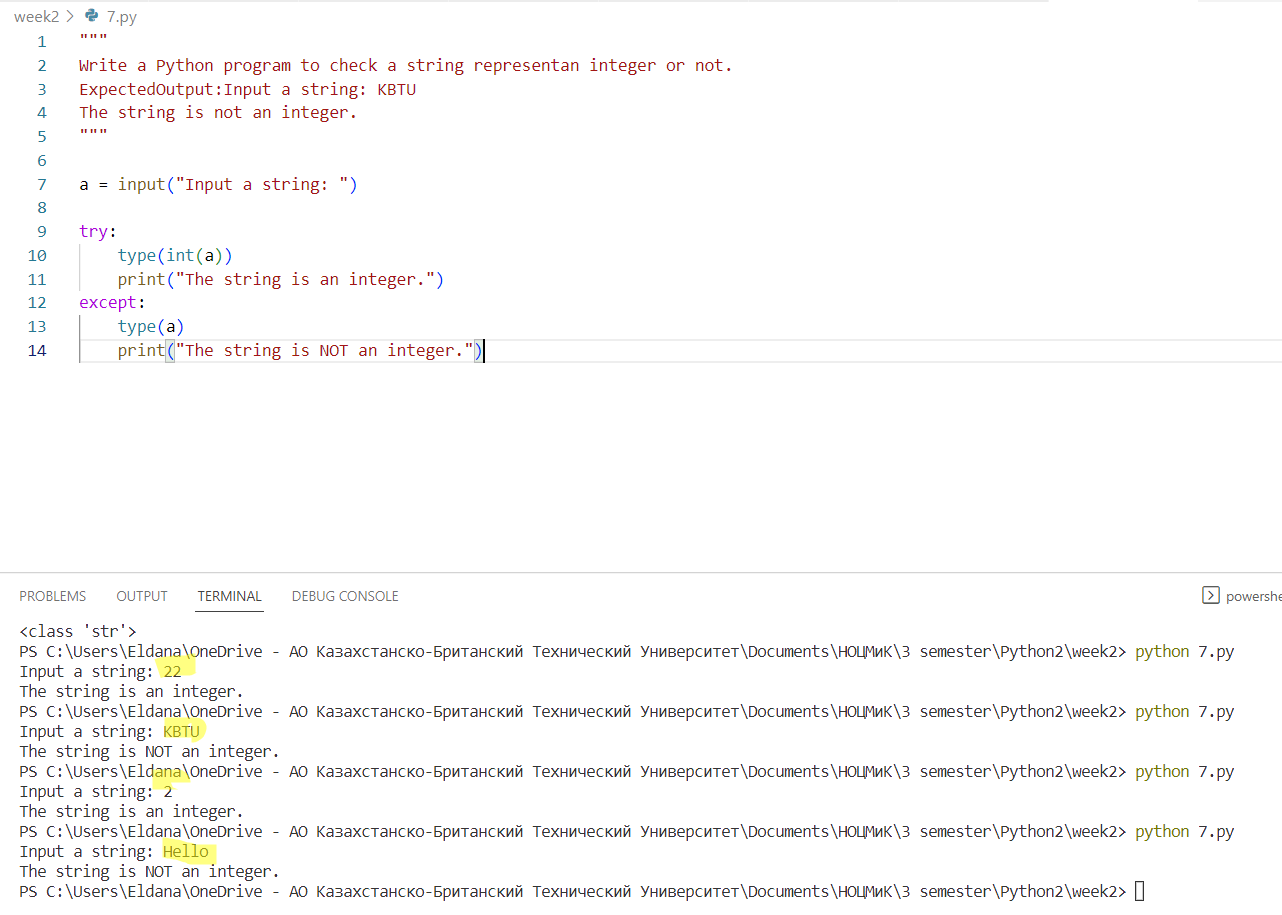 week2 > 7.py
1 """
2 Write a Python program to check a string representan integer or not.
3 ExpectedOutput:Input a string: KBTU
4 The string is not an integer.
5 """
6
7 a = input("Input a string: ")
8
9 try:
10     type(int(a))
11     print("The string is an integer.")
12 except:
13     type(a)
14     print("The string is NOT an integer.")
PROBLEMS OUTPUT TERMINAL DEBUG CONSOLE powershe
<class 'str'>
PS C:\Users\Eldana\OneDrive - АО Казахстанско-Британский Технический Университет\Documents\НОЦМиК\3 semester\Python2\week2> python 7.py
Input a string: 22
The string is an integer.
PS C:\Users\Eldana\OneDrive - АО Казахстанско-Британский Технический Университет\Documents\НОЦМиК\3 semester\Python2\week2> python 7.py
Input a string: KBTU
The string is NOT an integer.
PS C:\Users\Eldana\OneDrive - АО Казахстанско-Британский Технический Университет\Documents\НОЦМиК\3 semester\Python2\week2> python 7.py
Input a string: 2
The string is an integer.
PS C:\Users\Eldana\OneDrive - АО Казахстанско-Британский Технический Университет\Documents\НОЦМиК\3 semester\Python2\week2> python 7.py
Input a string: Hello
The string is NOT an integer.
PS C:\Users\Eldana\OneDrive - АО Казахстанско-Британский Технический Университет\Documents\НОЦМиК\3 semester\Python2\week2>